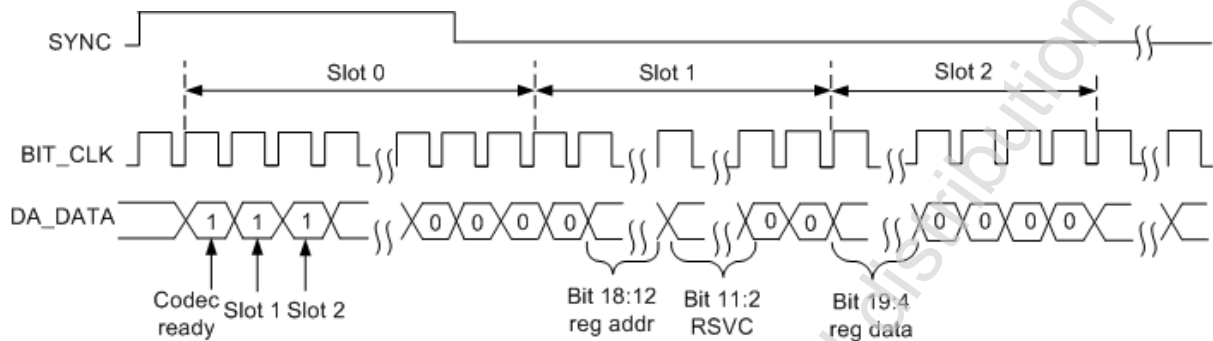 SYNC
Slot 0 Slot 1 Slot 2
BIT_CLK
DA_DATA 1 1 1 0 0 0 0 0 0 0 0 0 0
Codec ready
Slot 1 Slot 2
Bit 18:12
reg addr
Bit 11:2
RSVC
Bit 19:4
reg data
distribution